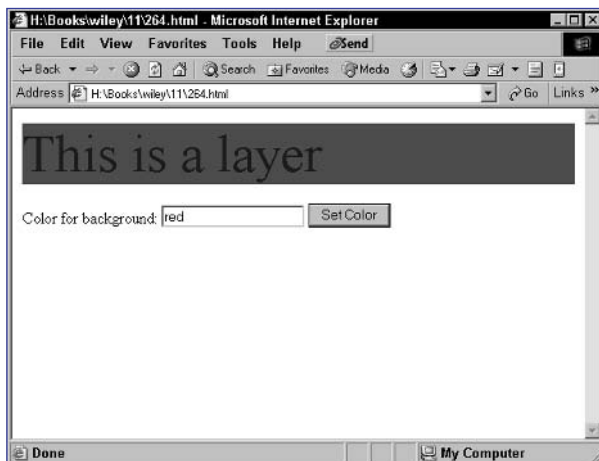 H:\Books\wiley\11\264.html - Microsoft Internet Explorer
File Edit View Favorites Tools Help Send
Back Search Favorites Media
Address H:\Books\wiley\11\264.html Go Links »
This is a layer
Color for background: red Set Color
Done My Computer